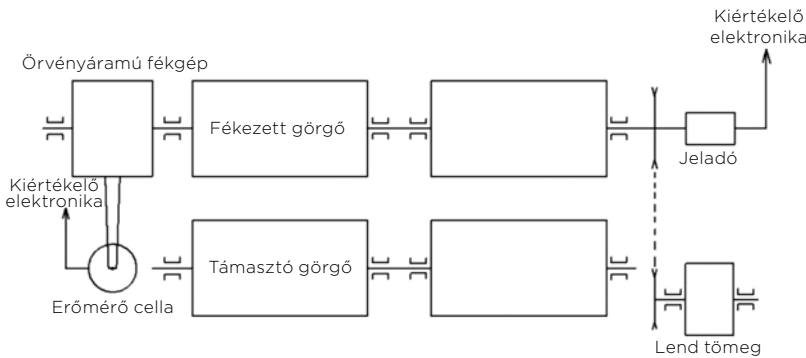 Kiértékelő
elektronika
Örvényáramú fékgép
Fékezett görgő
Jeladó
Kiértékelő
elektronika
Támasztó görgő
Erőmérő cella
Lend tömeg